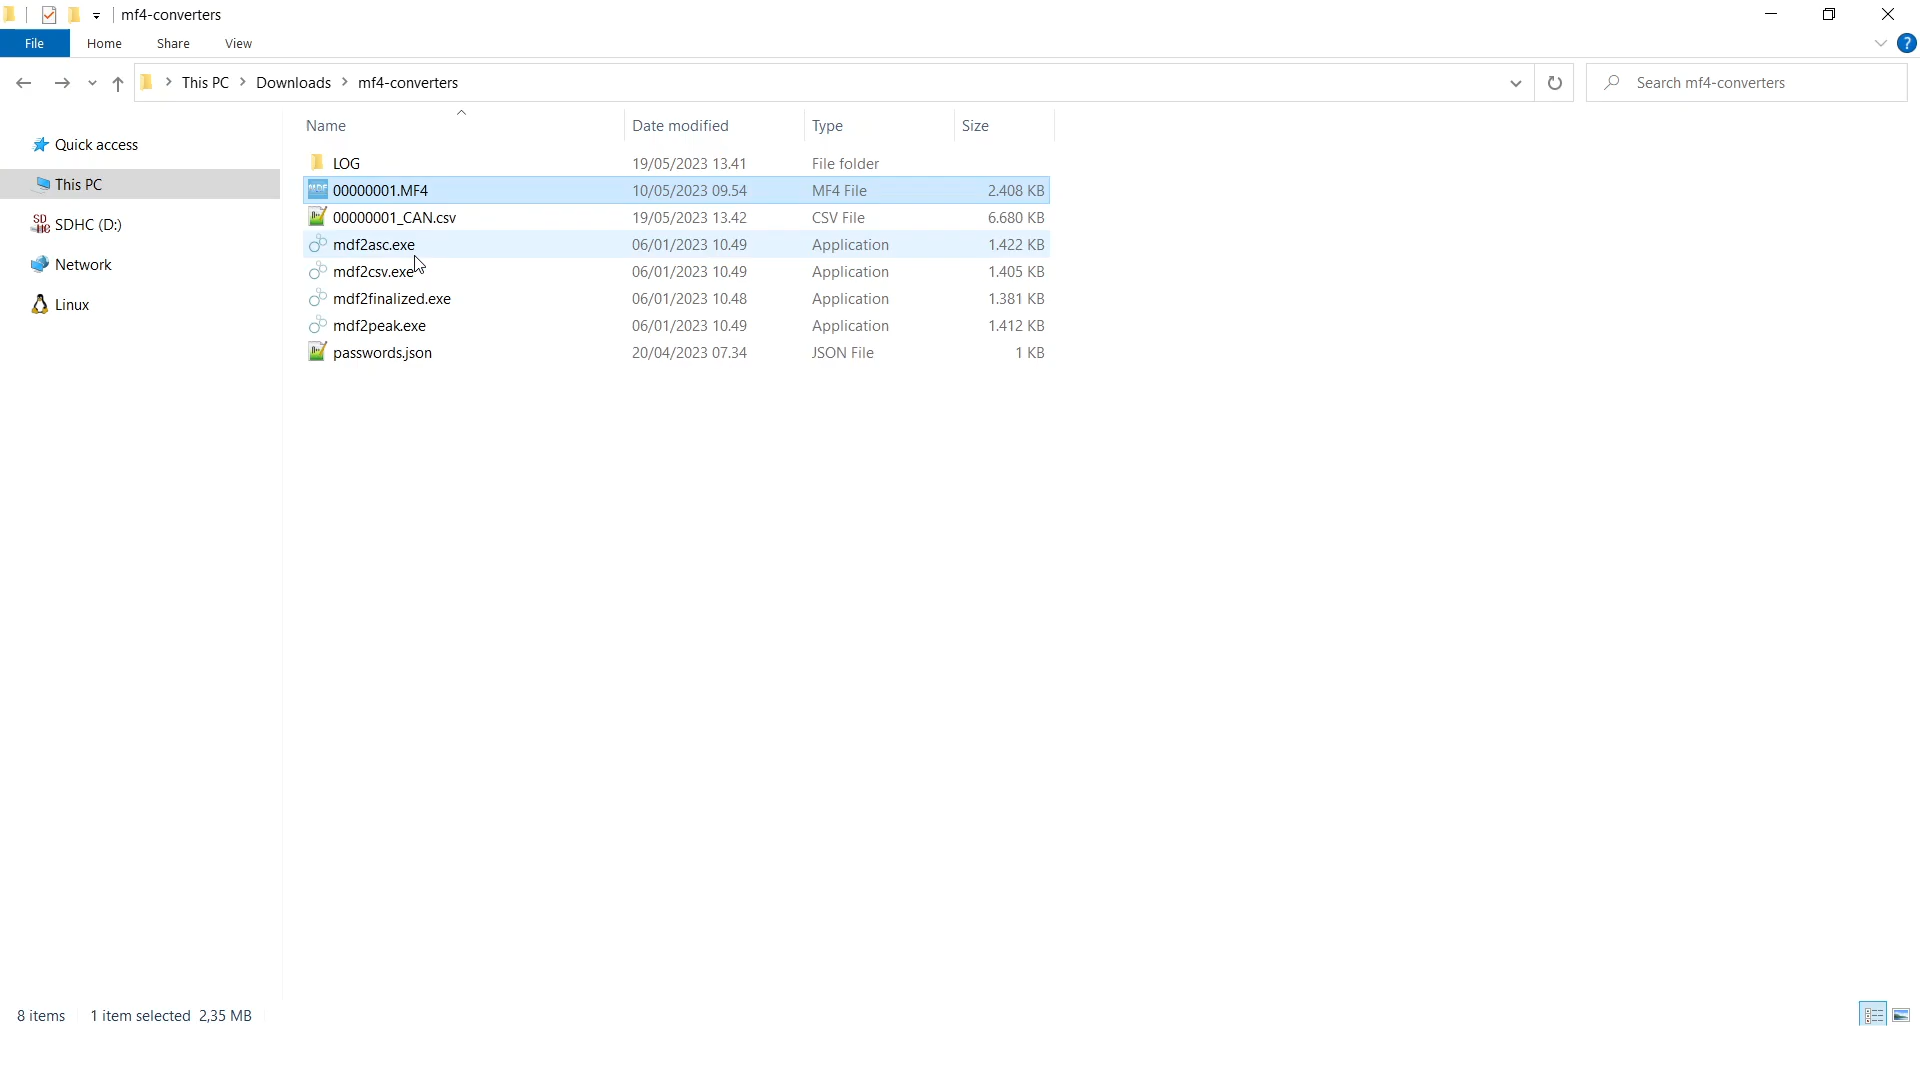 mf4-converters
File Home Share View ?
This PC Downloads mf4-converters Search mf4-converters
Name Date modified Type Size
Quick access
This PC
SD HC SDHC (D:)
Network
Linux
LOG 19/05/2023 13.41 File folder
MDF 00000001.MF4 10/05/2023 09.54 MF4 File 2.408 KB
00000001_CAN.csv 19/05/2023 13.42 CSV File 6.680 KB
mdf2asc.exe 06/01/2023 10.49 Application 1.422 KB
mdf2csv.exe 06/01/2023 10.49 Application 1.405 KB
mdf2finalized.exe 06/01/2023 10.48 Application 1.381 KB
mdf2peak.exe 06/01/2023 10.49 Application 1.412 KB
passwords.json 20/04/2023 07.34 JSON File 1 KB
8 items 1 item selected 2,35 MB